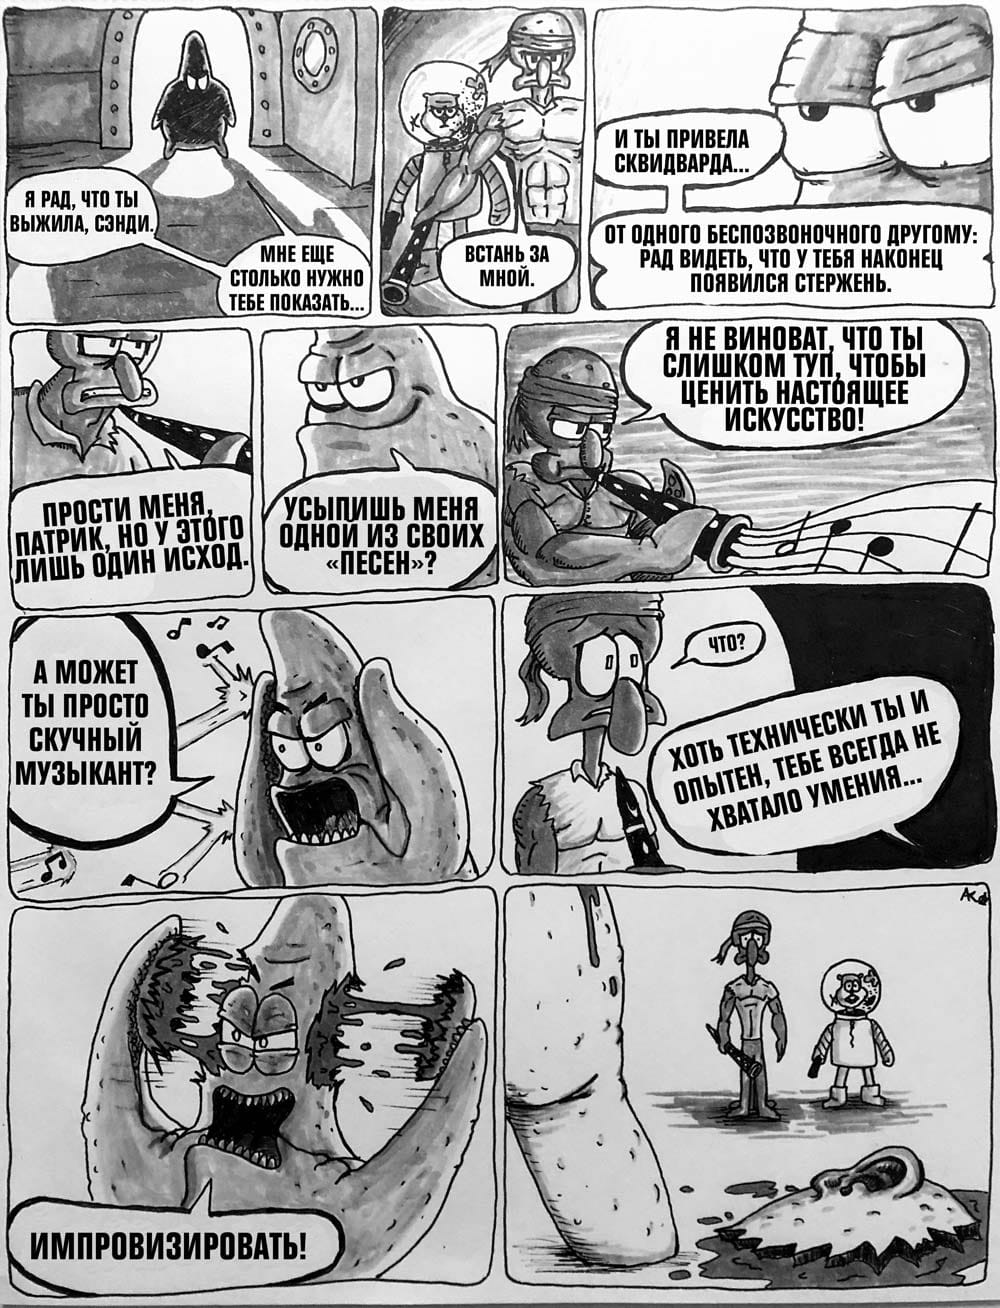 Я РАД, ЧТО ТЫ
ВЫЖИЛА, СЭНДИ.
МНЕ ЕЩЕ
СТОЛЬКО НУЖНО
ТЕБЕ ПОКАЗАТЬ...
ВСТАНЬ ЗА
МНОЙ.
И ТЫ ПРИВЕЛА
СКВИДВАРДА...
ОТ ОДНОГО БЕСПОЗВОНОЧНОГО ДРУГОМУ:
РАД ВИДЕТЬ, ЧТО У ТЕБЯ НАКОНЕЦ
ПОЯВИЛСЯ СТЕРЖЕНЬ.
ПРОСТИ МЕНЯ,
ПАТРИК, НО У ЭТОГО
ЛИШЬ ОДИН ИСХОД.
УСЫПИШЬ МЕНЯ
ОДНОЙ ИЗ СВОИХ
«ПЕСЕН»?
Я НЕ ВИНОВАТ, ЧТО ТЫ
СЛИШКОМ ТУП, ЧТОБЫ
ЦЕНИТЬ НАСТОЯЩЕЕ
ИСКУССТВО!
А МОЖЕТ
ТЫ ПРОСТО
СКУЧНЫЙ
МУЗЫКАНТ?
ЧТО?
ХОТЬ ТЕХНИЧЕСКИ ТЫ И
ОПЫТЕН, ТЕБЕ ВСЕГДА НЕ
ХВАТАЛО УМЕНИЯ...
ИМПРОВИЗИРОВАТЬ!